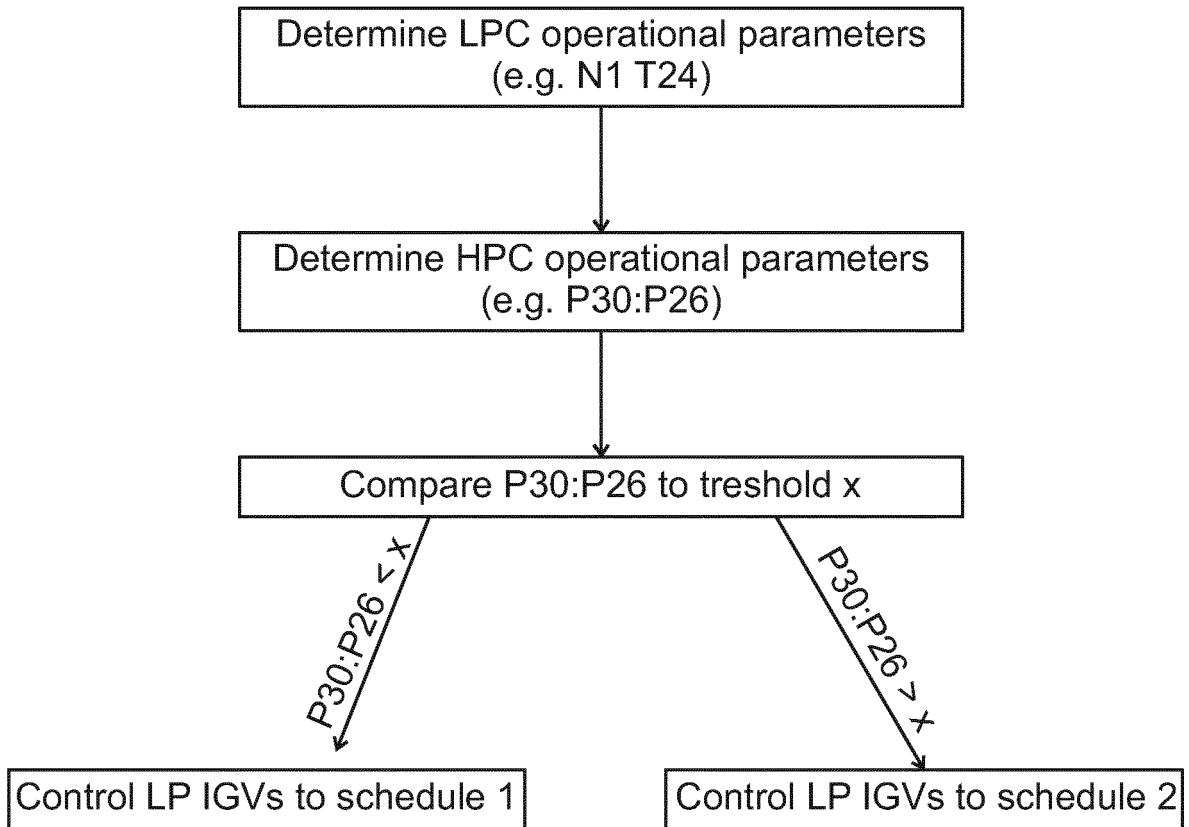 Determine LPC operational parameters
(e.g. N1 T24)
Determine HPC operational parameters
(e.g. P30:P26)
Compare P30:P26 to treshold x
P30:P26 < x
P30:P26 > x
Control LP IGVs to schedule 1
Control LP IGVs to schedule 2